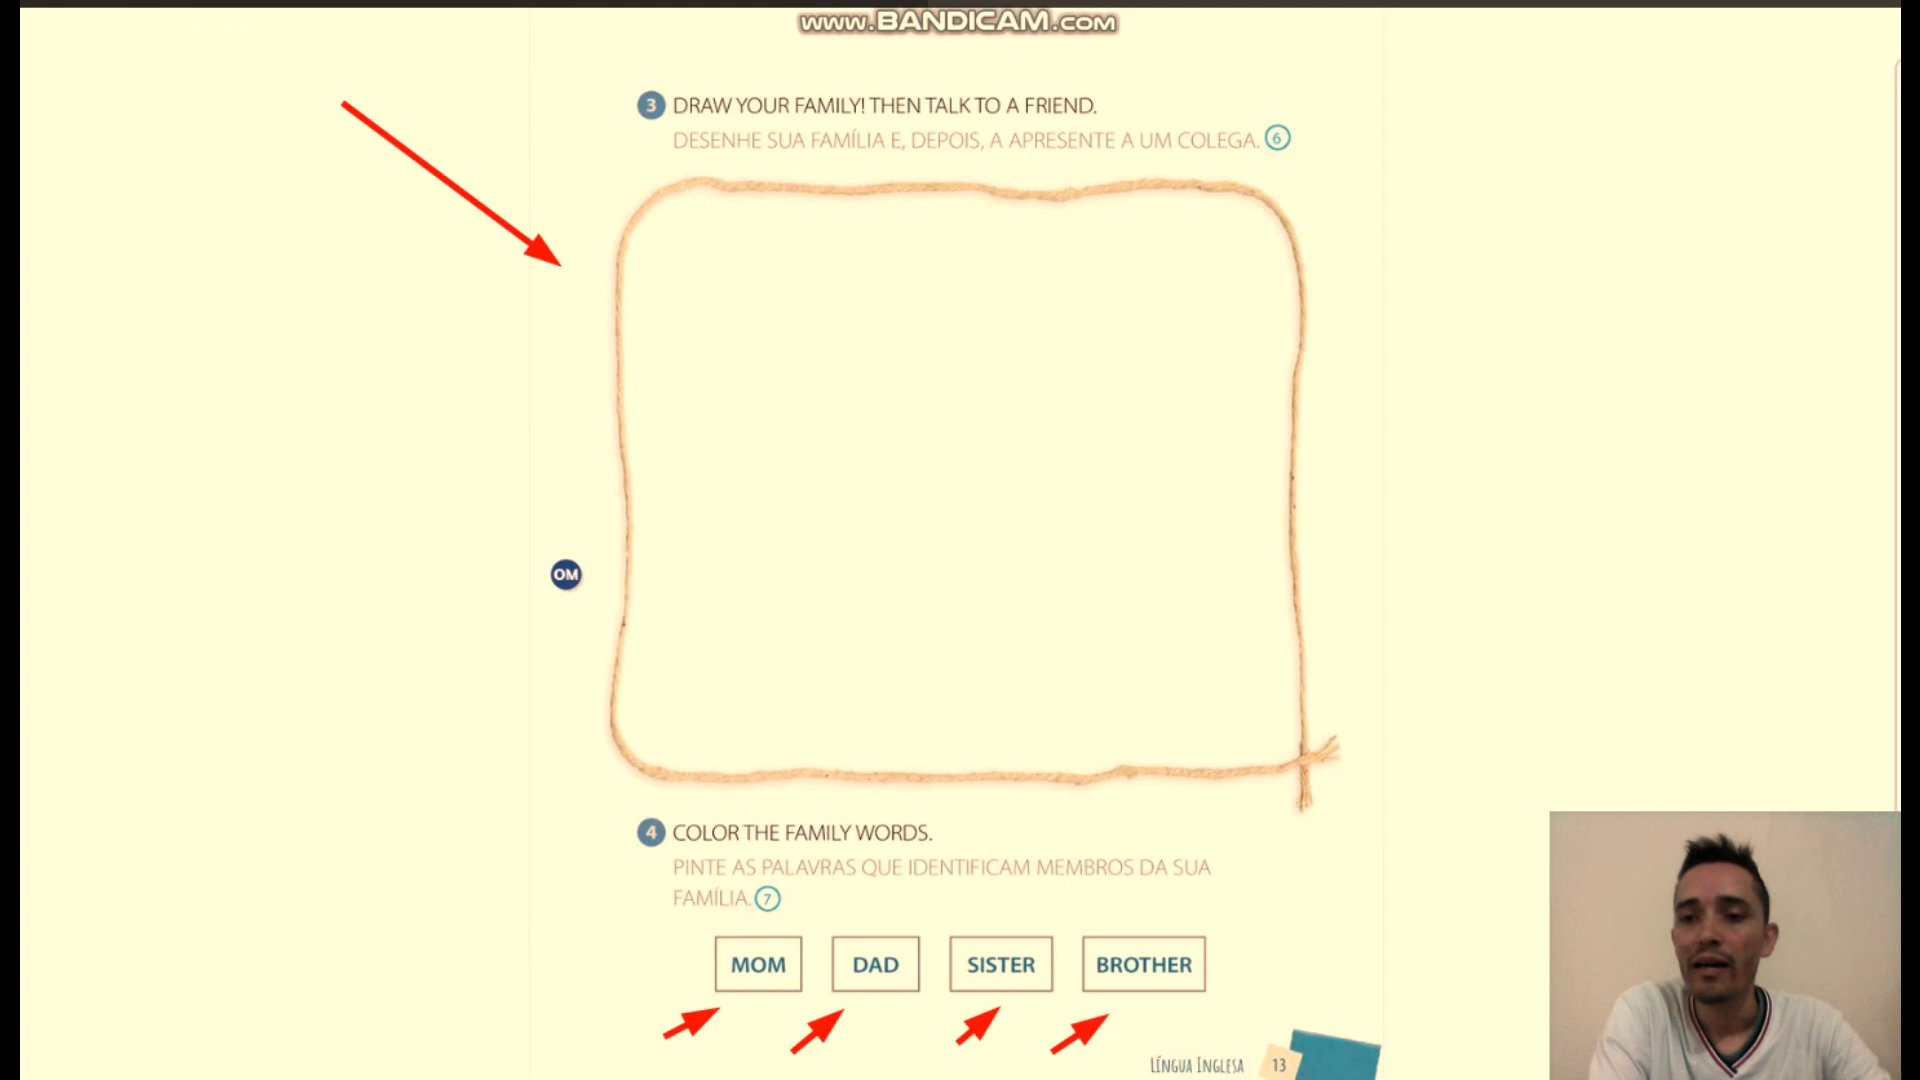 www.BANDICAM.com
3 DRAW YOUR FAMILY! THEN TALK TO A FRIEND.
DESENHE SUA FAMÍLIA E, DEPOIS, A APRESENTE A UM COLEGA. 6
OM
4 COLOR THE FAMILY WORDS.
PINTE AS PALAVRAS QUE IDENTIFICAM MEMBROS DA SUA
FAMÍLIA. 7
MOM DAD SISTER BROTHER
LÍNGUA INGLESA 13